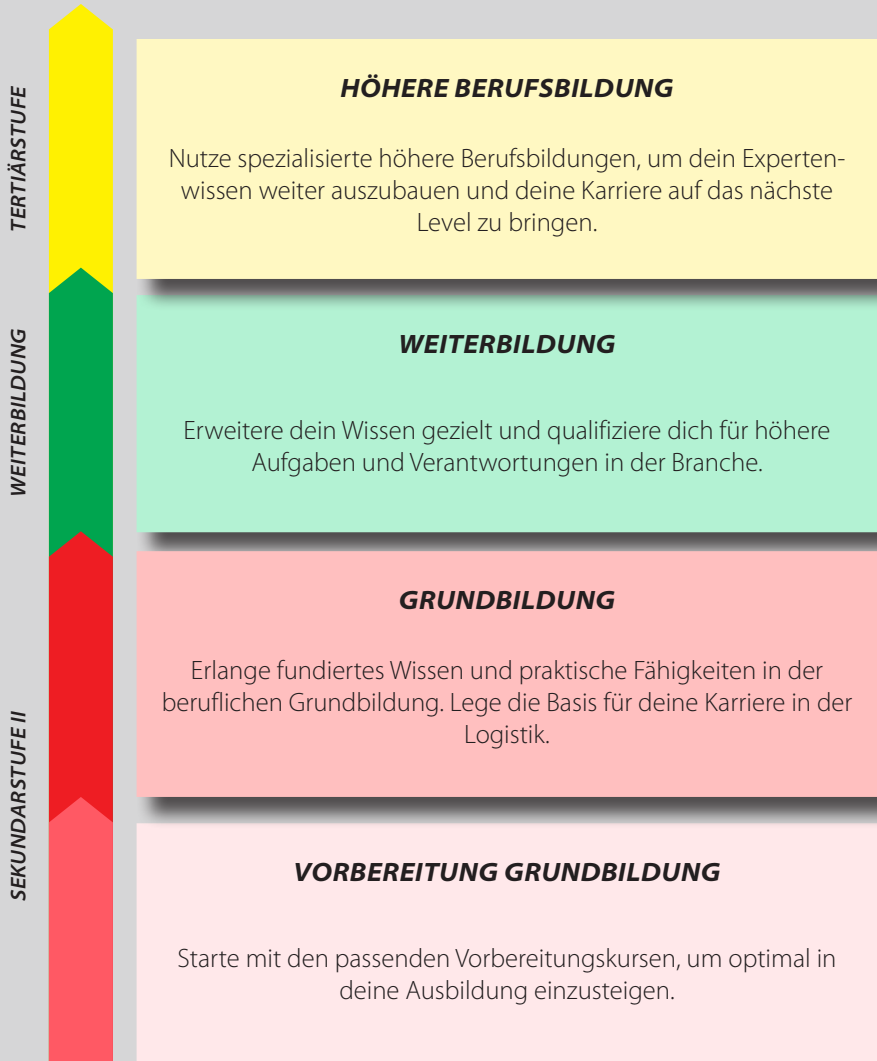 TERTIÄRSTUFE
HÖHERE BERUFSBILDUNG
Nutze spezialisierte höhere Berufsbildungen, um dein Experten-
wissen weiter auszubauen und deine Karriere auf das nächste
Level zu bringen.
WEITERBILDUNG
WEITERBILDUNG
Erweitere dein Wissen gezielt und qualifiziere dich für höhere
Aufgaben und Verantwortungen in der Branche.
SEKUNDARSTUFE II
GRUNDBILDUNG
Erlange fundiertes Wissen und praktische Fähigkeiten in der
beruflichen Grundbildung. Lege die Basis für deine Karriere in der
Logistik.
VORBEREITUNG GRUNDBILDUNG
Starte mit den passenden Vorbereitungskursen, um optimal in
deine Ausbildung einzusteigen.